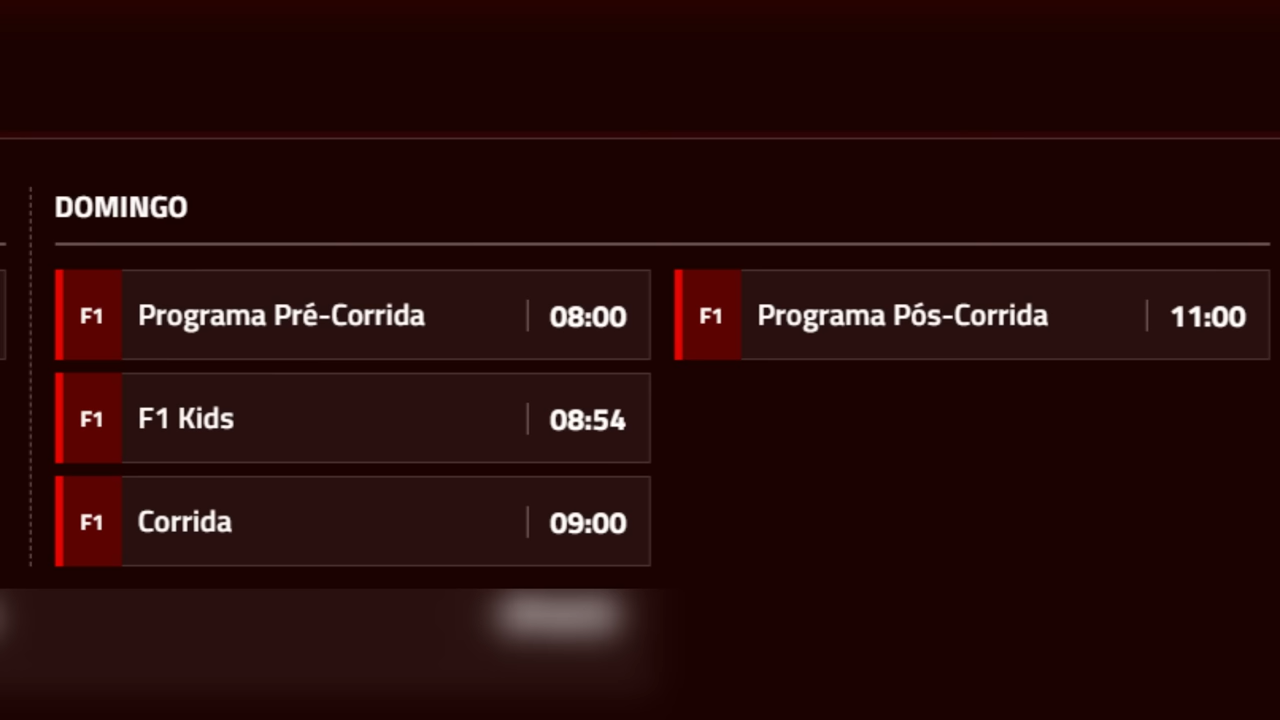 DOMINGO
F1 Programa Pré-Corrida 08:00
F1 F1 Kids 08:54
F1 Corrida 09:00
F1 Programa Pós-Corrida 11:00